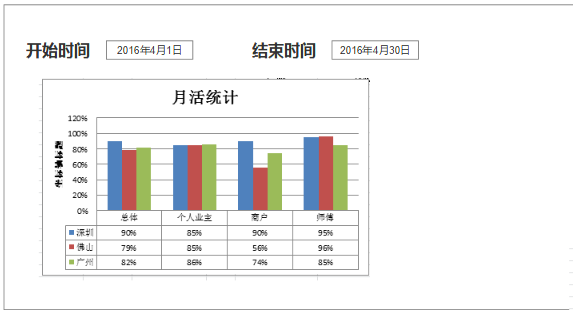 开始时间 2016年4月1日 结束时间 2016年4月30日
月活统计
120%
100%
80%
60%
40%
20%
0%
总体 个人业主 商户 师傅
深圳 90% 85% 90% 95%
佛山 79% 85% 56% 96%
广州 82% 86% 74% 85%